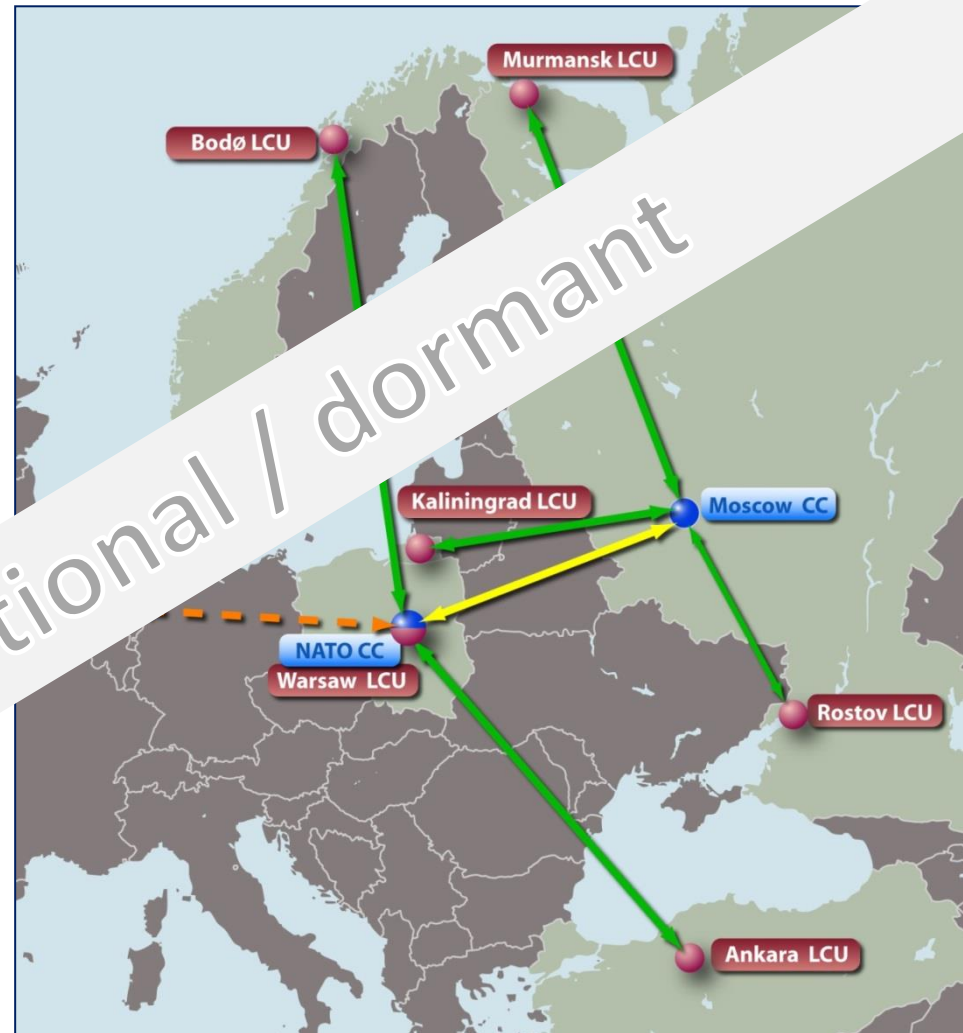 Murmansk LCU
Bodø LCU
tional / dormant
Kaliningrad LCU
Moscow CC
NATO CC
Warsaw LCU
Rostov LCU
Ankara LCU